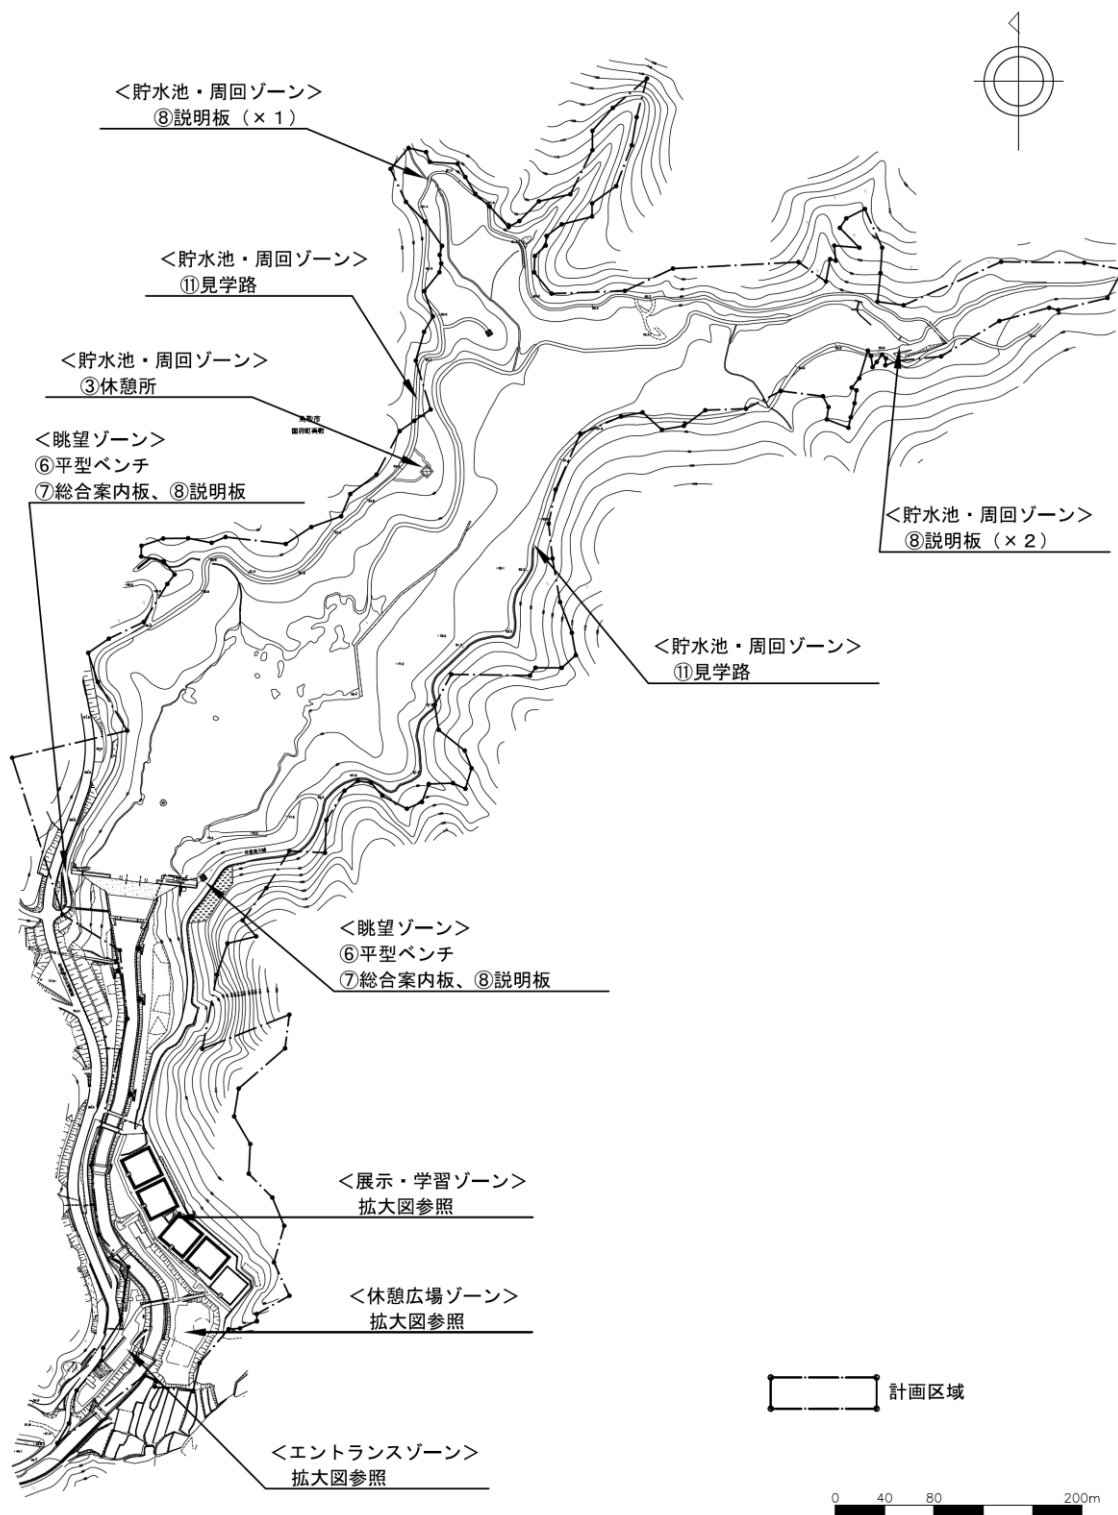 ＜貯水池・周回ゾーン＞
⑧説明板（×１）
＜貯水池・周回ゾーン＞
⑪見学路
＜貯水池・周回ゾーン＞
③休憩所
鳥取市
＜眺望ゾーン＞
⑥平型ベンチ
⑦総合案内板、⑧説明板
＜貯水池・周回ゾーン＞
⑧説明板（×２）
＜貯水池・周回ゾーン＞
⑪見学路
＜眺望ゾーン＞
⑥平型ベンチ
⑦総合案内板、⑧説明板
＜展示・学習ゾーン＞
拡大図参照
＜休憩広場ゾーン＞
拡大図参照
計画区域
＜エントランスゾーン＞
拡大図参照
0 40 80 200m